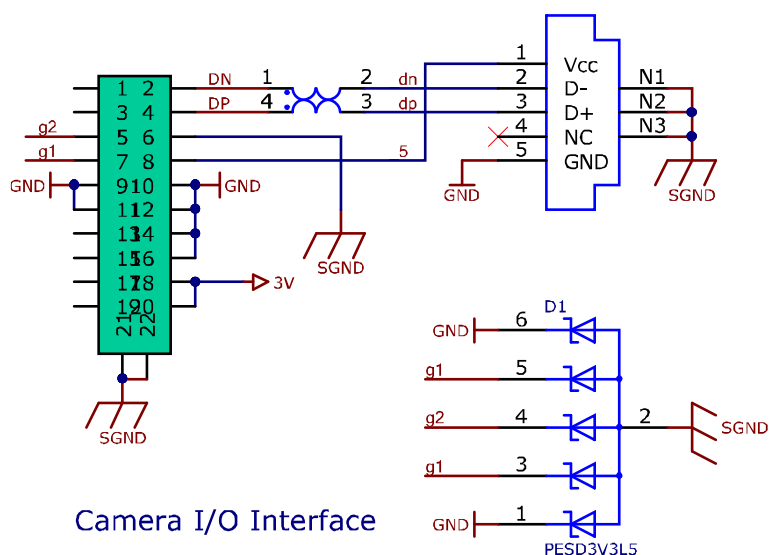 1
Vcc
DN 1 2 dn 2 D- N1
1 2
DP 4 3 dp 3 D+ N2
3 4
g2 5 6 4 NC N3
g1 7 8 5 5 GND
GND 9 10 GND GND SGND
11 12
13 14
15 16 SGND
17 18 3V
19 20
21 22
D1
GND 6
g1 5
SGND
g2 4 2 SGND
g1 3
GND 1
Camera I/O Interface
PESD3V3L5